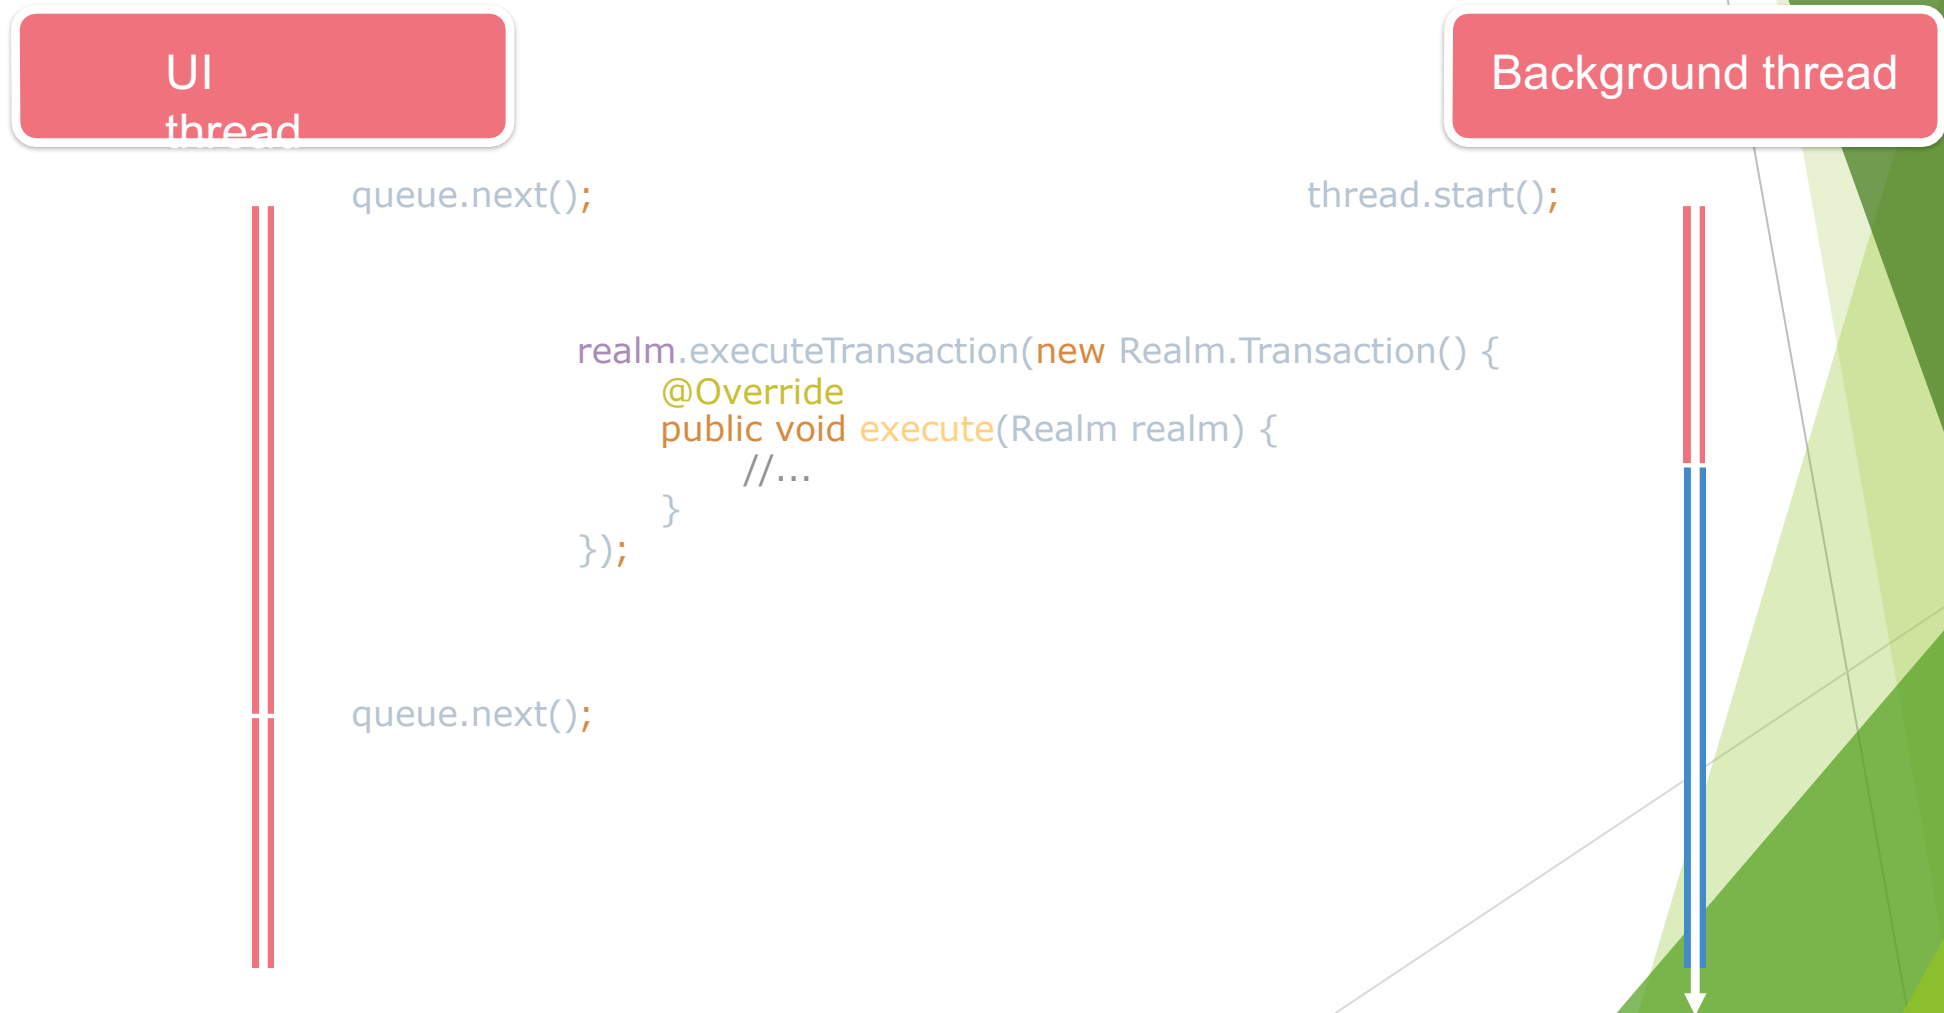 UI
thread
Background thread
queue.next();
thread.start();
realm.executeTransaction(new Realm.Transaction() {
@Override
public void execute(Realm realm) {
//...
}
});
queue.next();